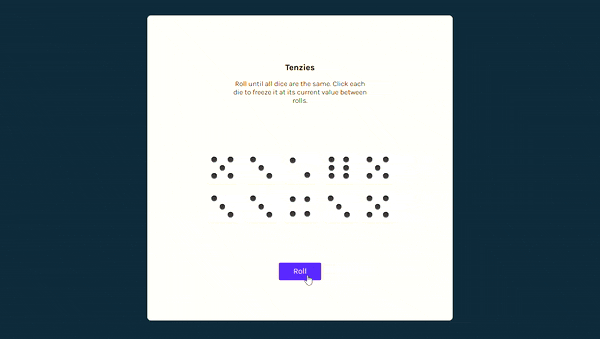 Tenzies
Roll until all dice are the same. Click each
die to freeze it at its current value between
rolls.
Roll